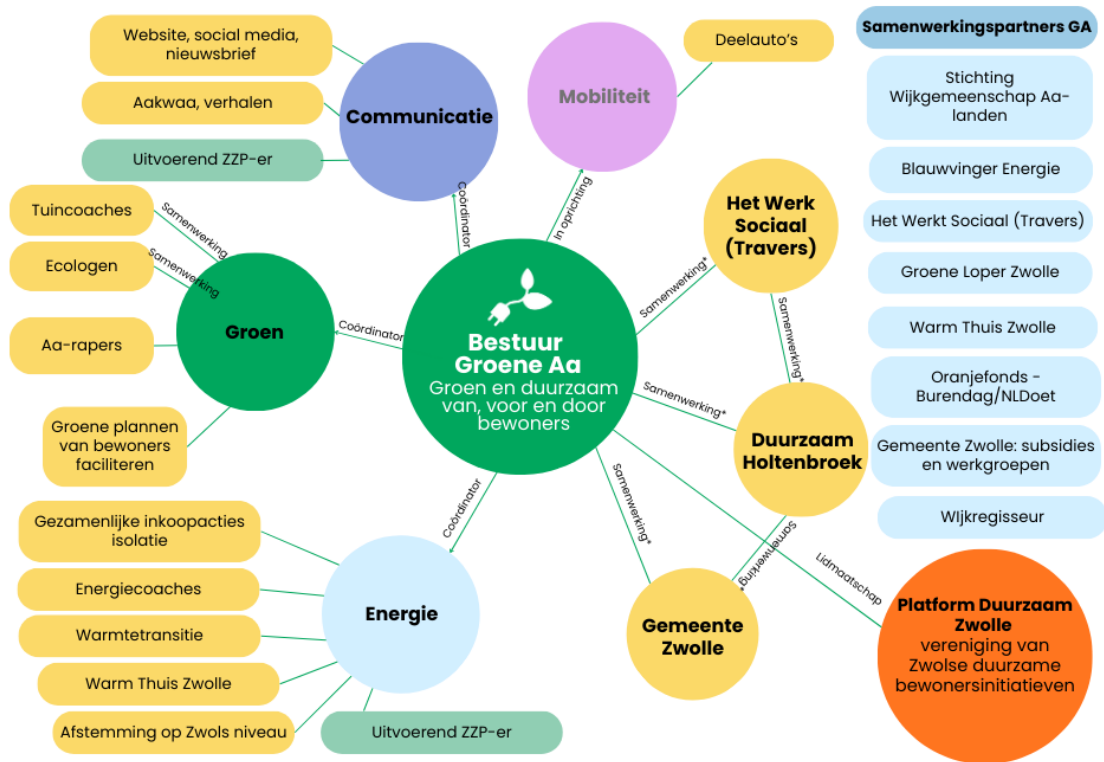 Website, social media,
nieuwsbrief
Aakwaa, verhalen
Uitvoerend ZZP-er
Communicatie
Coördinator
Mobiliteit
In oprichting
Deelauto's
Tuincoaches
Samenwerking
Ecologen
Samenwerking
Aa-rapers
Groene plannen
van bewoners
faciliteren
Groen
Coördinator
Bestuur
Groene Aa
Groen en duurzaam
van, voor en door
bewoners
Het Werk
Sociaal
(Travers)
Samenwerking*
Samenwerking*
Samenwerking*
Duurzaam
Holtenbroek
Samenwerking*
Samenwerking*
Gemeente
Zwolle
Lidmaatschap
Coördinator
Gezamenlijke inkoopacties
isolatie
Energiecoaches
Warmtetransitie
Warm Thuis Zwolle
Afstemming op Zwols niveau
Uitvoerend ZZP-er
Energie
Samenwerkingspartners GA
Stichting
Wijkgemeenschap Aa-
landen
Blauwvinger Energie
Het Werkt Sociaal (Travers)
Groene Loper Zwolle
Warm Thuis Zwolle
Oranjefonds -
Burendag/NLDoet
Gemeente Zwolle: subsidies
en werkgroepen
WIjkregisseur
Platform Duurzaam
Zwolle
vereniging van
Zwolse duurzame
bewonersinitiatieven